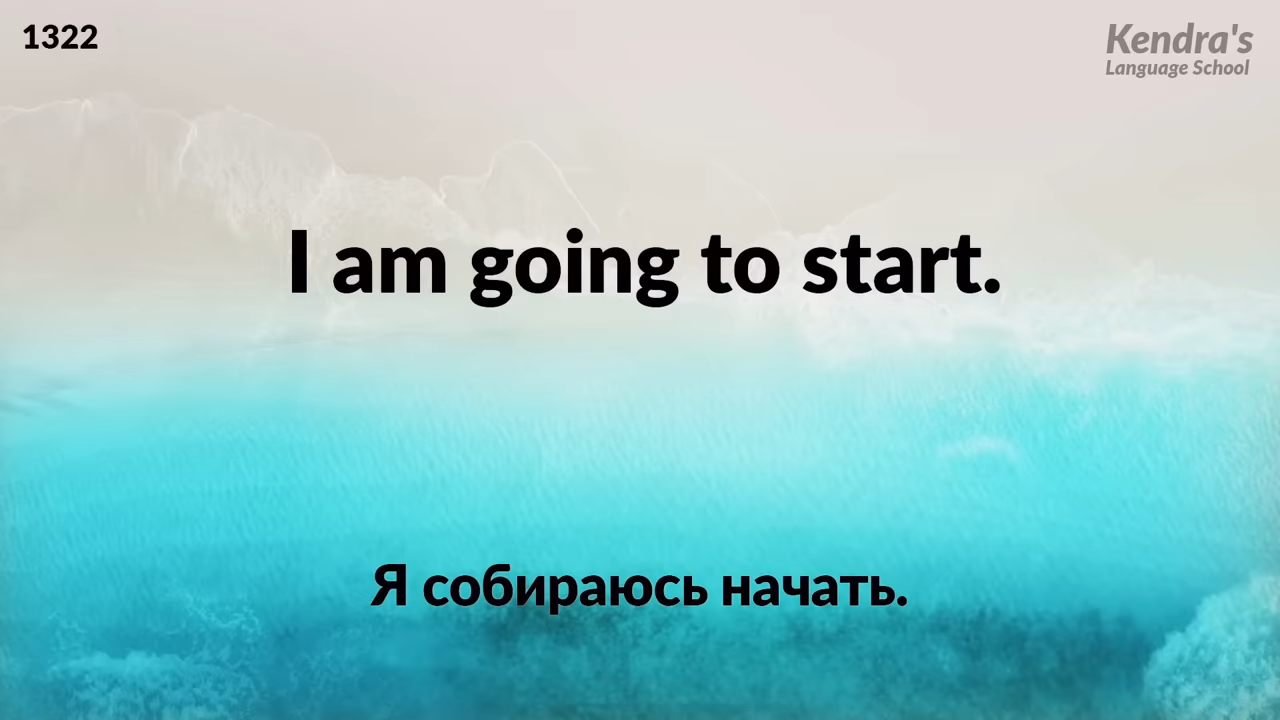 1322
Kendra's
Language School
I am going to start.
Я собираюсь начать.